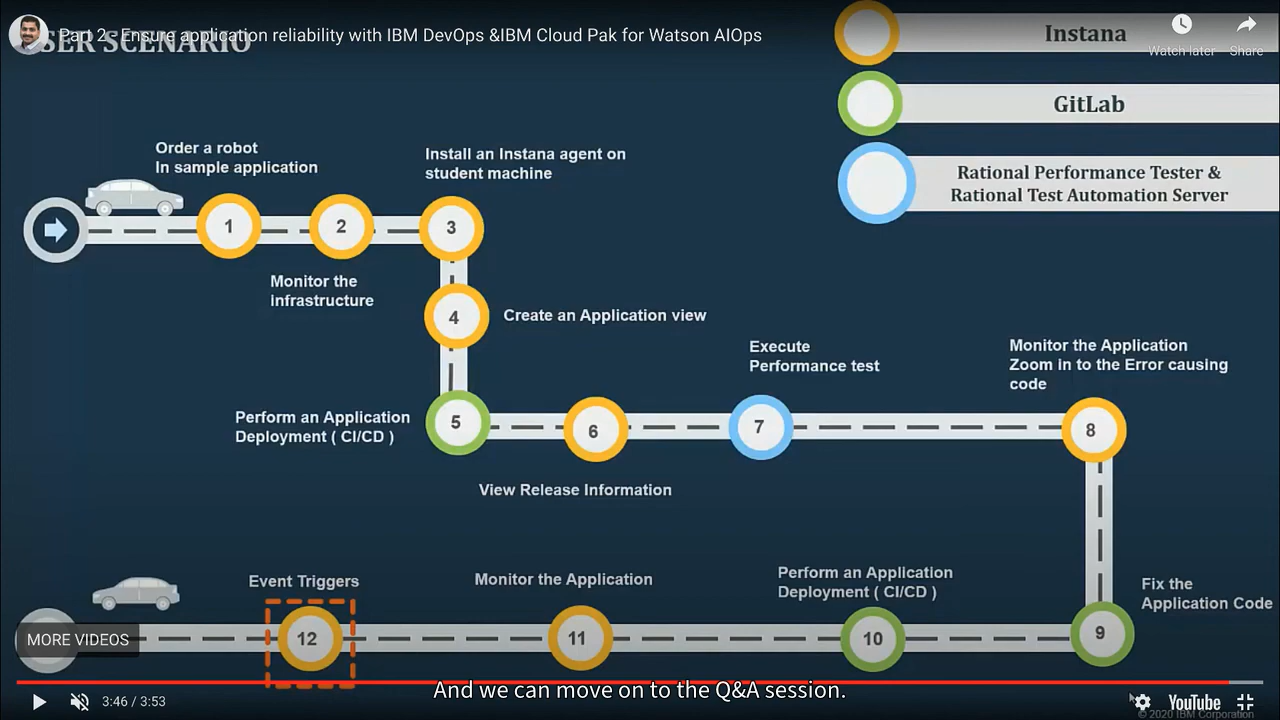 Part 2 - Ensure application reliability with IBM DevOps &IBM Cloud Pak for Watson AIOps
SER SCENARIO
Watch later
Share
Instana
GitLab
Rational Performance Tester &
Rational Test Automation Server
Order a robot
In sample application
Install an Instana agent on
student machine
1
2
3
Monitor the
infrastructure
4
Create an Application view
Execute
Performance test
Monitor the Application
Zoom in to the Error causing
code
Perform an Application
Deployment ( CI/CD )
5
6
7
8
View Release Information
Event Triggers
Monitor the Application
Perform an Application
Deployment ( CI/CD )
Fix the
Application Code
MORE VIDEOS
12
11
10
9
And we can move on to the Q&A session.
3:46 / 3:53
YouTube
© 2020 IBM Corporation